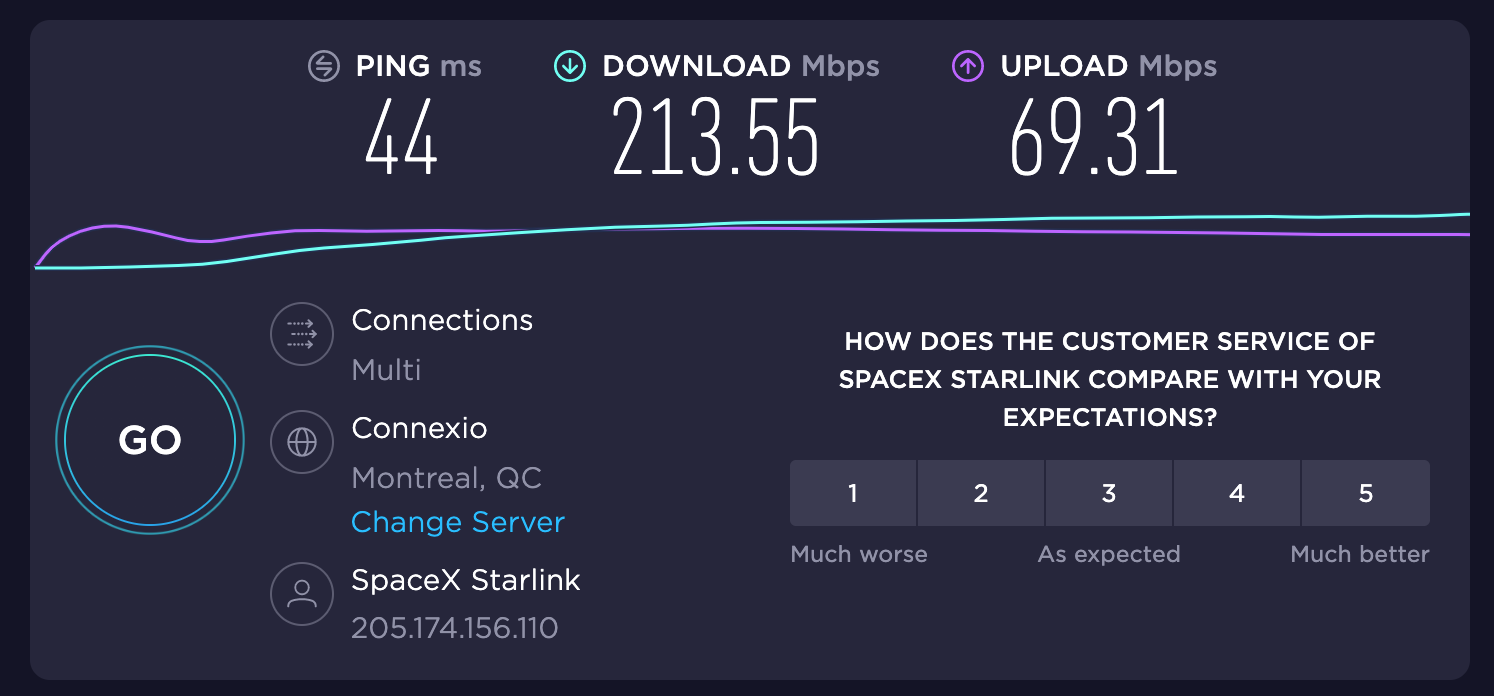 PING ms
DOWNLOAD Mbps
UPLOAD Mbps
44
213.55
69.31
GO
Connections
Multi
Connexio
Montreal, QC
Change Server
SpaceX Starlink
205.174.156.110
HOW DOES THE CUSTOMER SERVICE OF
SPACEX STARLINK COMPARE WITH YOUR
EXPECTATIONS?
1
2
3
4
5
Much worse
As expected
Much better